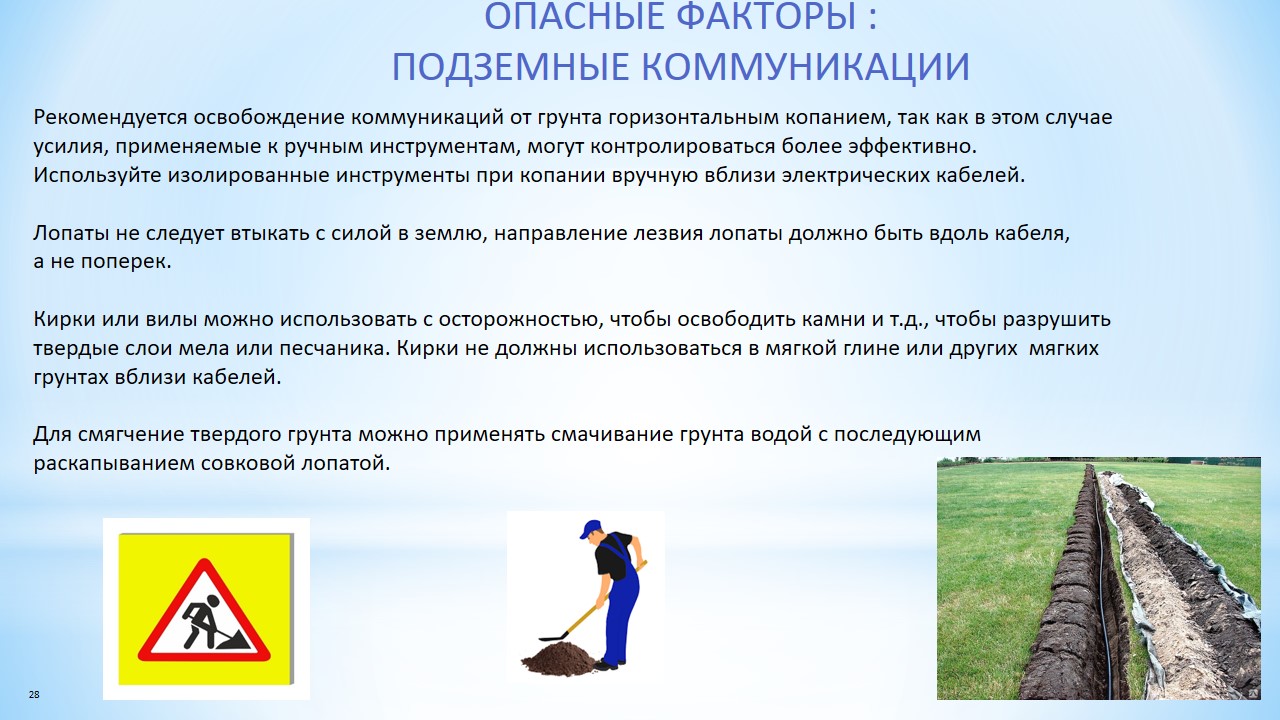 ОПАСНЫЕ ФАКТОРЫ :
ПОДЗЕМНЫЕ КОММУНИКАЦИИ
Рекомендуется освобождение коммуникаций от грунта горизонтальным копанием, так как в этом случае
усилия, применяемые к ручным инструментам, могут контролироваться более эффективно.
Используйте изолированные инструменты при копании вручную вблизи электрических кабелей.
Лопаты не следует втыкать с силой в землю, направление лезвия лопаты должно быть вдоль кабеля,
а не поперек.
Кирки или вилы можно использовать с осторожностью, чтобы освободить камни и т.д., чтобы разрушить
твердые слои мела или песчаника. Кирки не должны использоваться в мягкой глине или других  мягких
грунтах вблизи кабелей.
Для смягчение твердого грунта можно применять смачивание грунта водой с последующим
раскапыванием совковой лопатой.
28